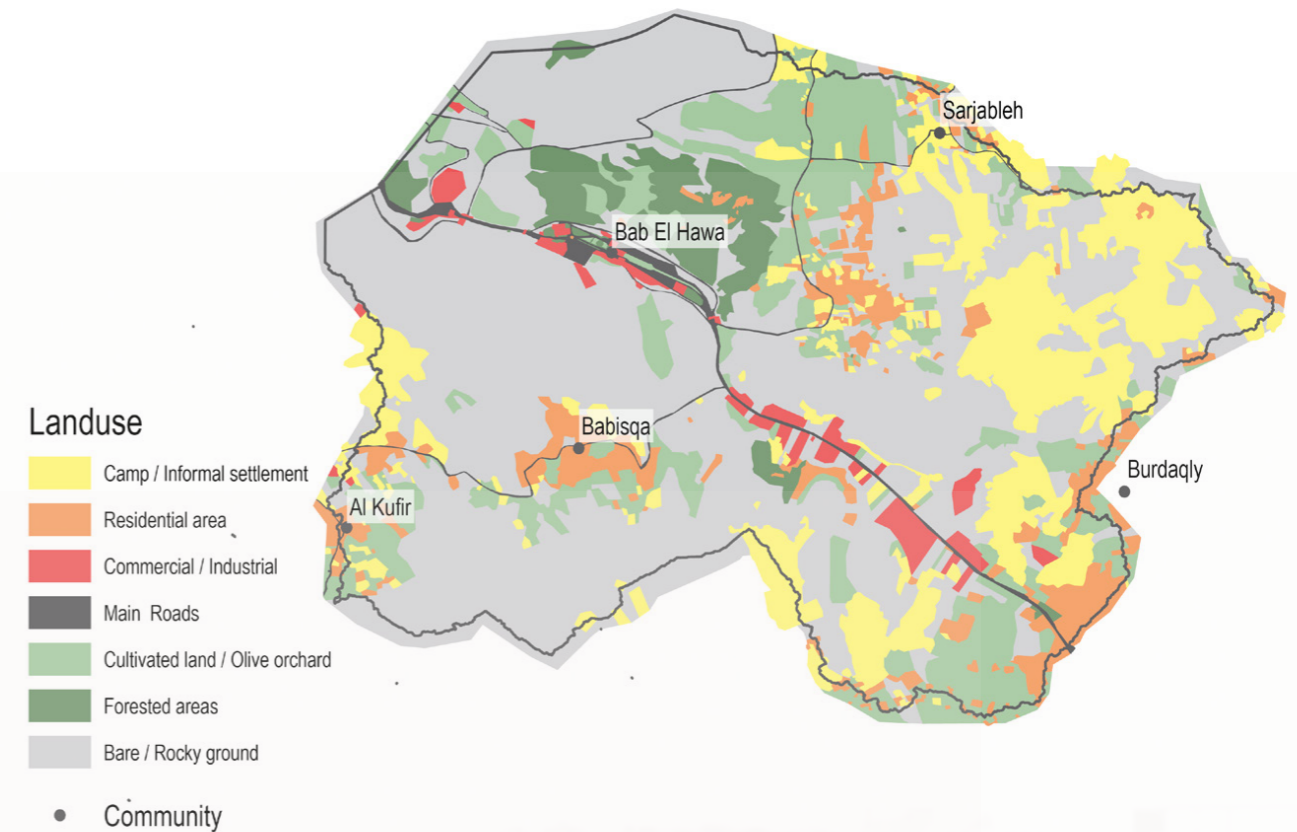 Sarjableh
Bab El Hawa
Babisqa
Burdaqly
Al Kufir
Landuse
Camp / Informal settlement
Residential area
Commercial / Industrial
Main Roads
Cultivated land / Olive orchard
Forested areas
Bare / Rocky ground
Community